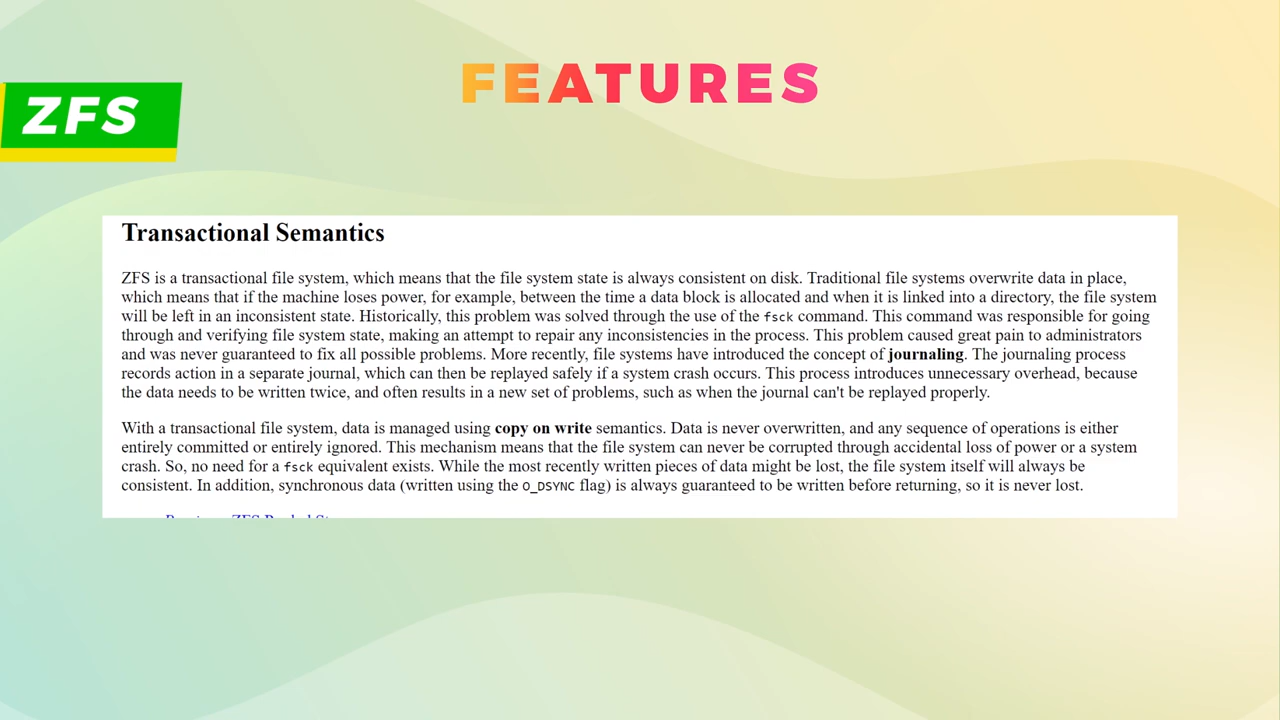 FEATURES
ZFS
Transactional Semantics
ZFS is a transactional file system, which means that the file system state is always consistent on disk. Traditional file systems overwrite data in place,
which means that if the machine loses power, for example, between the time a data block is allocated and when it is linked into a directory, the file system
will be left in an inconsistent state. Historically, this problem was solved through the use of the fsck command. This command was responsible for going
through and verifying file system state, making an attempt to repair any inconsistencies in the process. This problem caused great pain to administrators
and was never guaranteed to fix all possible problems. More recently, file systems have introduced the concept of journaling. The journaling process
records action in a separate journal, which can then be replayed safely if a system crash occurs. This process introduces unnecessary overhead, because
the data needs to be written twice, and often results in a new set of problems, such as when the journal can't be replayed properly.
With a transactional file system, data is managed using copy on write semantics. Data is never overwritten, and any sequence of operations is either
entirely committed or entirely ignored. This mechanism means that the file system can never be corrupted through accidental loss of power or a system
crash. So, no need for a fsck equivalent exists. While the most recently written pieces of data might be lost, the file system itself will always be
consistent. In addition, synchronous data (written using the O_DSYNC flag) is always guaranteed to be written before returning, so it is never lost.